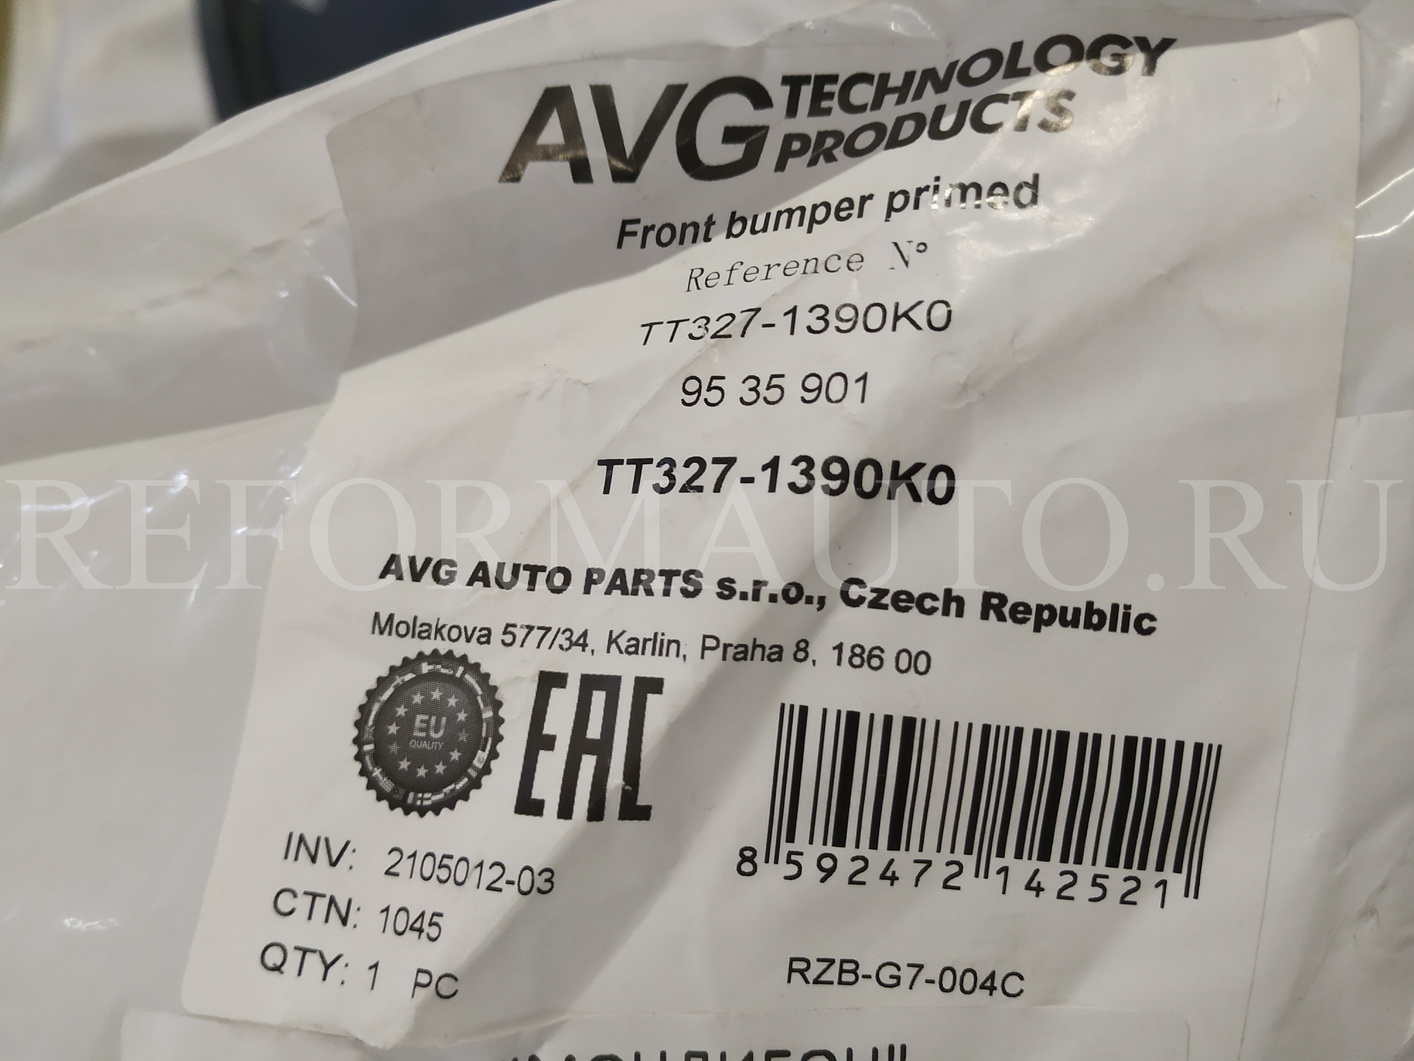 AVG TECHNOLOGY
PRODUCTS
Front bumper primed
Reference N°
TT327-1390K0
95 35 901
TT327-1390K0
REFORMAUTO.RU
AVG AUTO PARTS s.r.o., Czech Republic
Molakova 577/34, Karlin, Praha 8, 186 00
EU
QUALITY
EAC
8 592472 142521
INV: 2105012-03
CTN: 1045
QTY: 1 PC
RZB-G7-004C